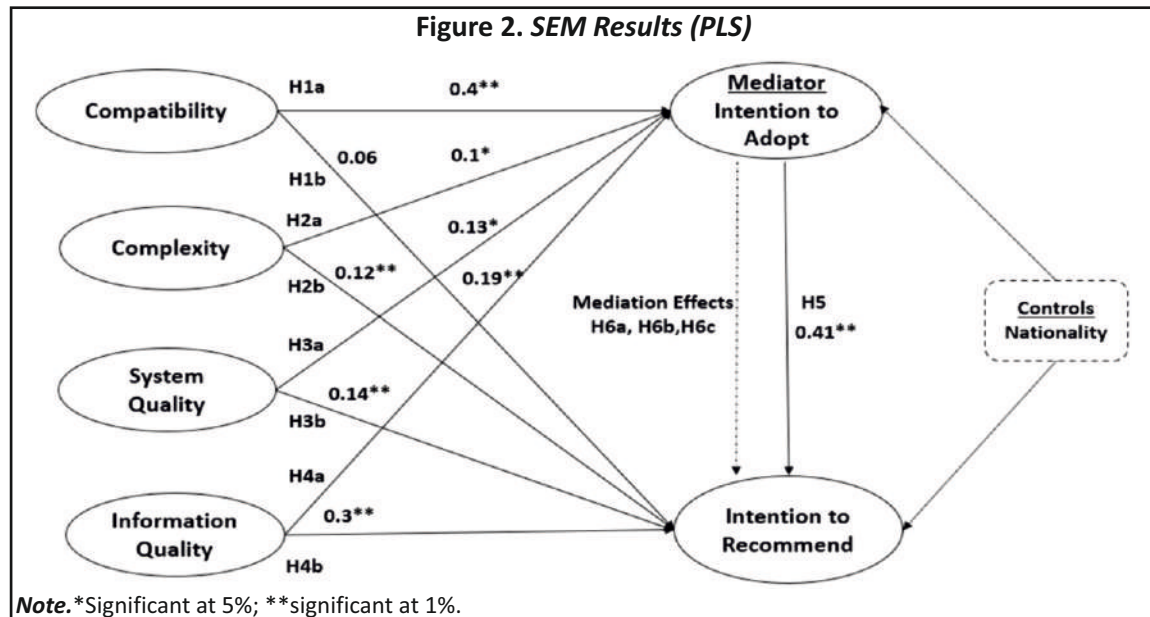 Figure 2. SEM Results (PLS)
H1a
0.4**
Compatibility
Mediator
Intention to
Adopt
0.06
H1b
0.1*
H2a
Complexity
0.13*
0.12**
0.19**
H2b
Mediation Effects
H6a, H6b,H6c
H5
0.41**
Controls
Nationality
H3a
System
Quality
0.14**
H3b
H4a
Information
Quality
0.3**
H4b
Intention to
Recommend
Note.*Significant at 5%; **significant at 1%.